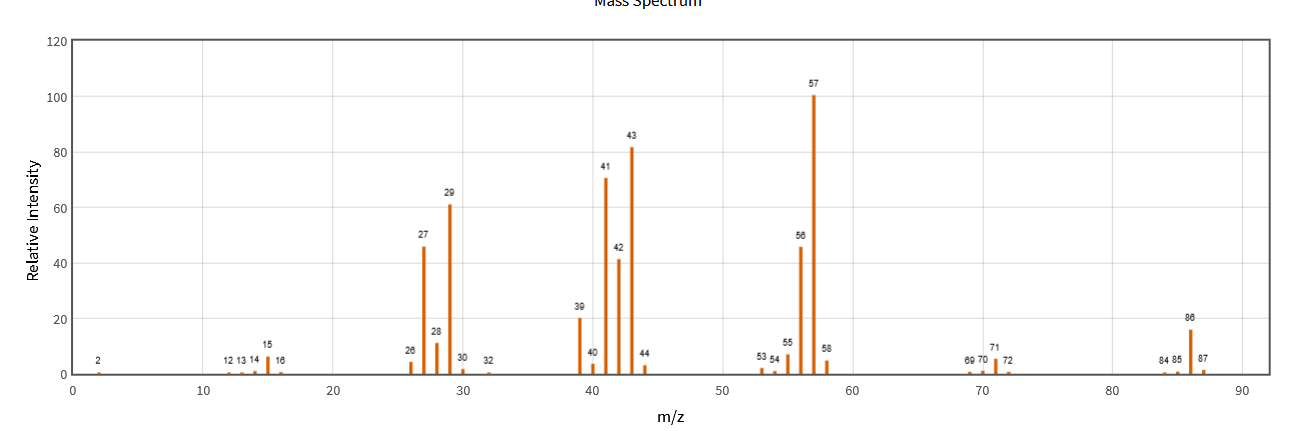 Mass Spectrum
120
100
80
60
40
20
0
Relative Intensity
2
12 13 14 15 16
26 27 28 29 30 32
39 40 41 42 43 44
53 54 55 56 57 58
69 70 71 72
84 85 86 87
0 10 20 30 40 50 60 70 80 90
m/z